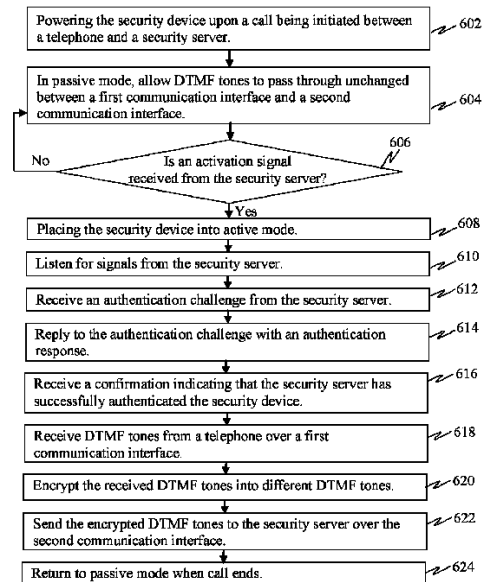 Powering the security device upon a call being initiated between
a telephone and a security server.
602
In passive mode, allow DTMF tones to pass through unchanged
between a first communication interface and a second
communication interface.
604
606
No
Is an activation signal
received from the security server?
Yes
Placing the security device into active mode.
608
Listen for signals from the security server.
610
Receive an authentication challenge from the security server.
612
Reply to the authentication challenge with an authentication
response.
614
Receive a confirmation indicating that the security server has
successfully authenticated the security device.
616
Receive DTMF tones from a telephone over a first
communication interface.
618
Encrypt the received DTMF tones into different DTMF tones.
620
Send the encrypted DTMF tones to the security server over the
second communication interface.
622
Return to passive mode when call ends.
624